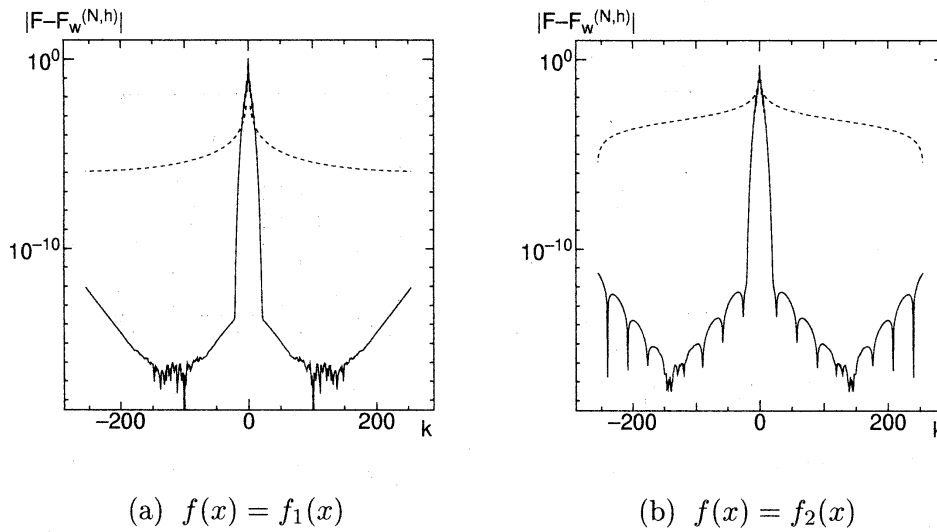 |F−F_w^(N,h)|
10^0
10^−10
−200 0 200 k
(a) f(x) = f_1(x)
|F−F_w^(N,h)|
10^0
10^−10
−200 0 200 k
(b) f(x) = f_2(x)